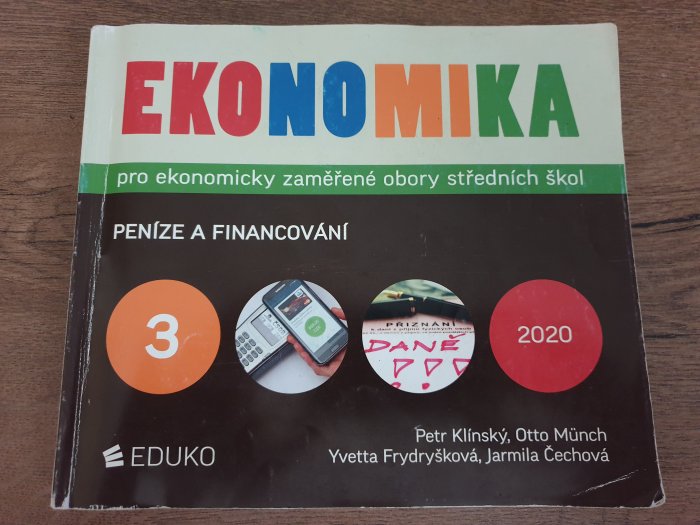 EKONOMIKA
pro ekonomicky zaměřené obory středních škol
PENÍZE A FINANCOVÁNÍ
3
PŘIZNÁNÍ
DANĚ
!!!
2020
Petr Klínský, Otto Münch
Yvetta Frydryšková, Jarmila Čechová
EDUKO